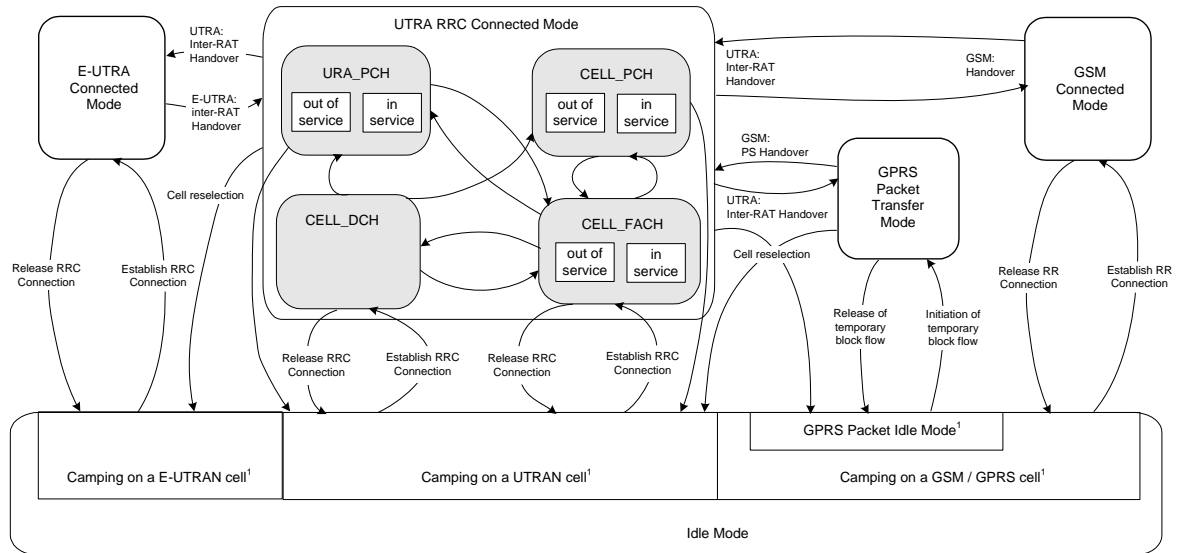 UTRA RRC Connected Mode
E-UTRA
Connected
Mode
UTRA:
Inter-RAT
Handover
E-UTRA:
inter-RAT
Handover
URA_PCH
out of
service
in
service
CELL_PCH
out of
service
in
service
CELL_DCH
CELL_FACH
out of
service
in
service
UTRA:
Inter-RAT
Handover
GSM:
Handover
GSM
Connected
Mode
GSM:
PS Handover
UTRA:
Inter-RAT Handover
GPRS
Packet
Transfer
Mode
Cell reselection
Cell reselection
Release RRC
Connection
Establish RRC
Connection
Release RRC
Connection
Establish RRC
Connection
Release RRC
Connection
Establish RRC
Connection
Release of
temporary
block flow
Initiation of
temporary
block flow
Release RR
Connection
Establish RR
Connection
GPRS Packet Idle Mode¹
Camping on a E-UTRAN cell¹
Camping on a UTRAN cell¹
Camping on a GSM / GPRS cell¹
Idle Mode